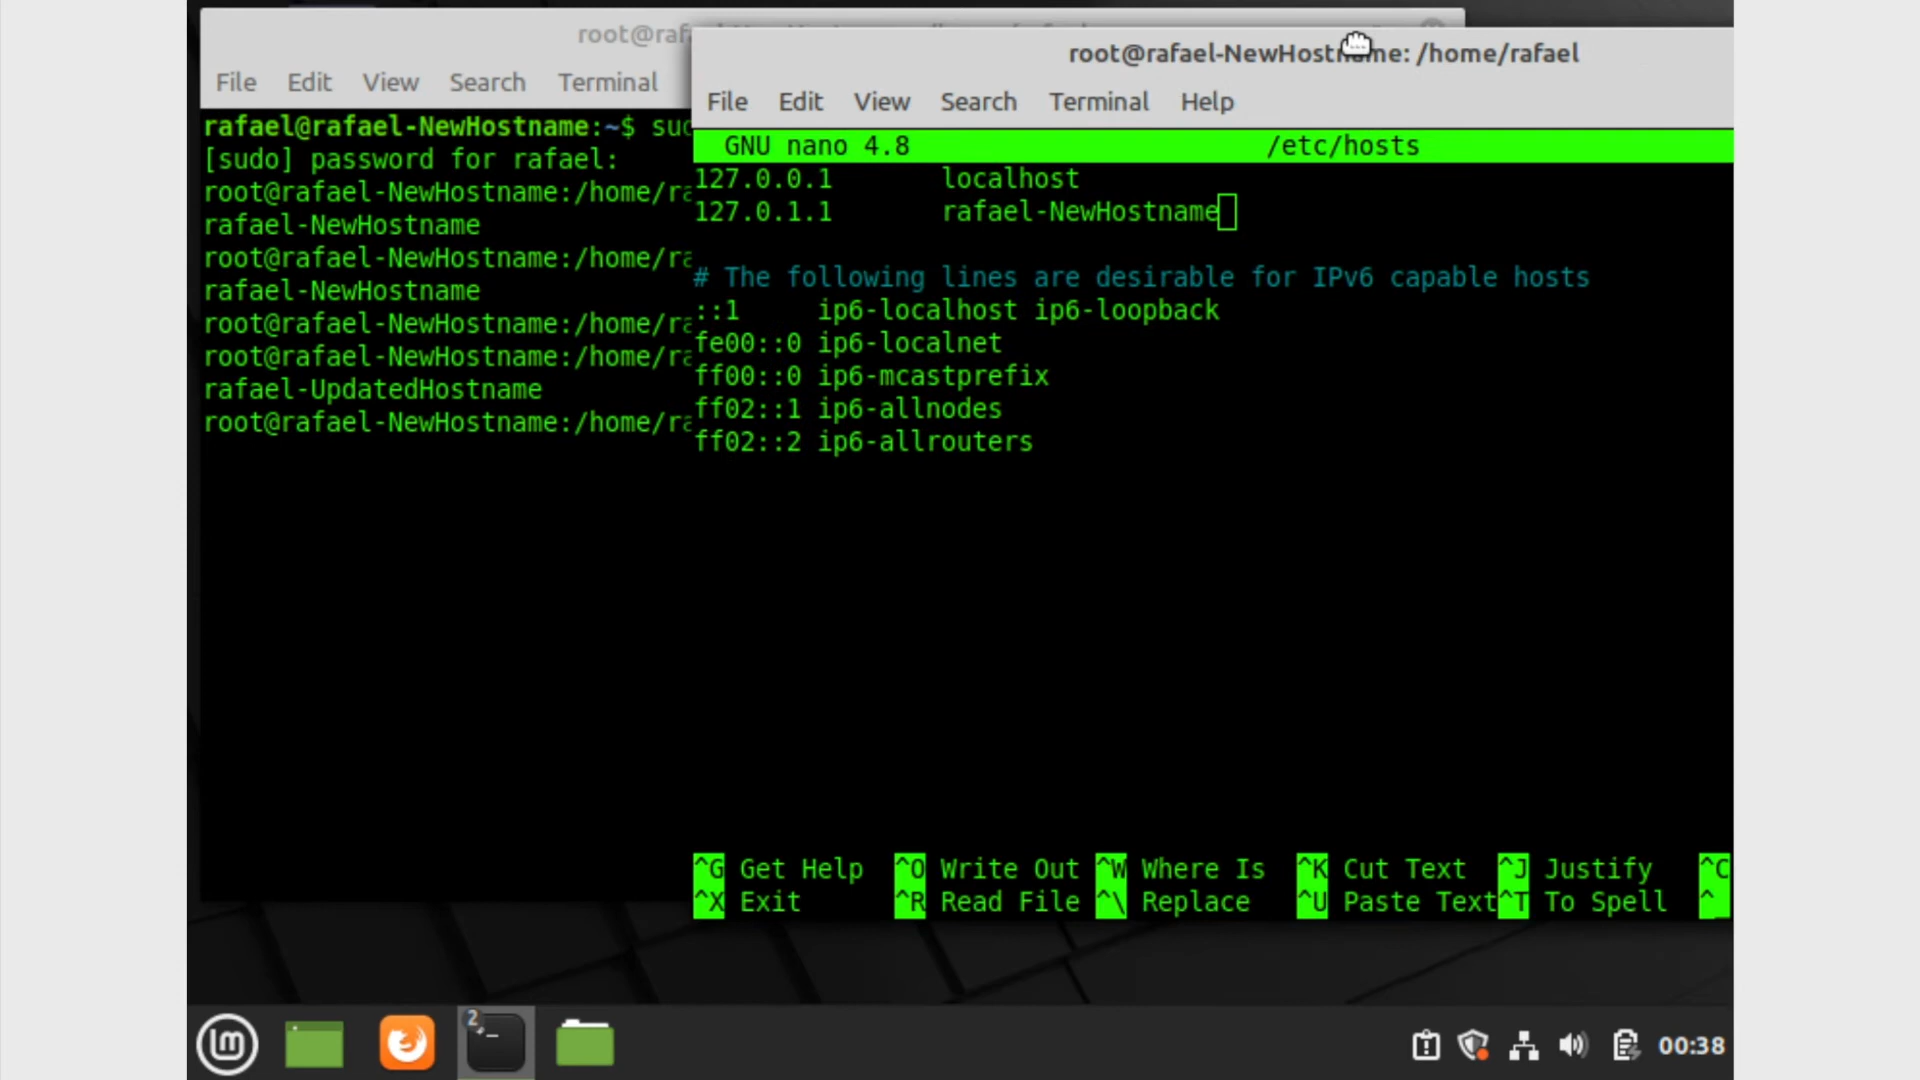 root@raf
File Edit View Search Terminal
rafael@rafael-NewHostname:~$ sud
[sudo] password for rafael:
root@rafael-NewHostname:/home/ra
rafael-NewHostname
root@rafael-NewHostname:/home/ra
rafael-NewHostname
root@rafael-NewHostname:/home/ra
root@rafael-NewHostname:/home/ra
rafael-UpdatedHostname
root@rafael-NewHostname:/home/ra
root@rafael-NewHostname: /home/rafael
File Edit View Search Terminal Help
GNU nano 4.8 /etc/hosts
127.0.0.1 localhost
127.0.1.1 rafael-NewHostname
# The following lines are desirable for IPv6 capable hosts
::1 ip6-localhost ip6-loopback
fe00::0 ip6-localnet
ff00::0 ip6-mcastprefix
ff02::1 ip6-allnodes
ff02::2 ip6-allrouters
^G Get Help ^O Write Out ^W Where Is ^K Cut Text ^J Justify ^C
^X Exit ^R Read File ^\ Replace ^U Paste Text ^T To Spell ^_
2
00:38